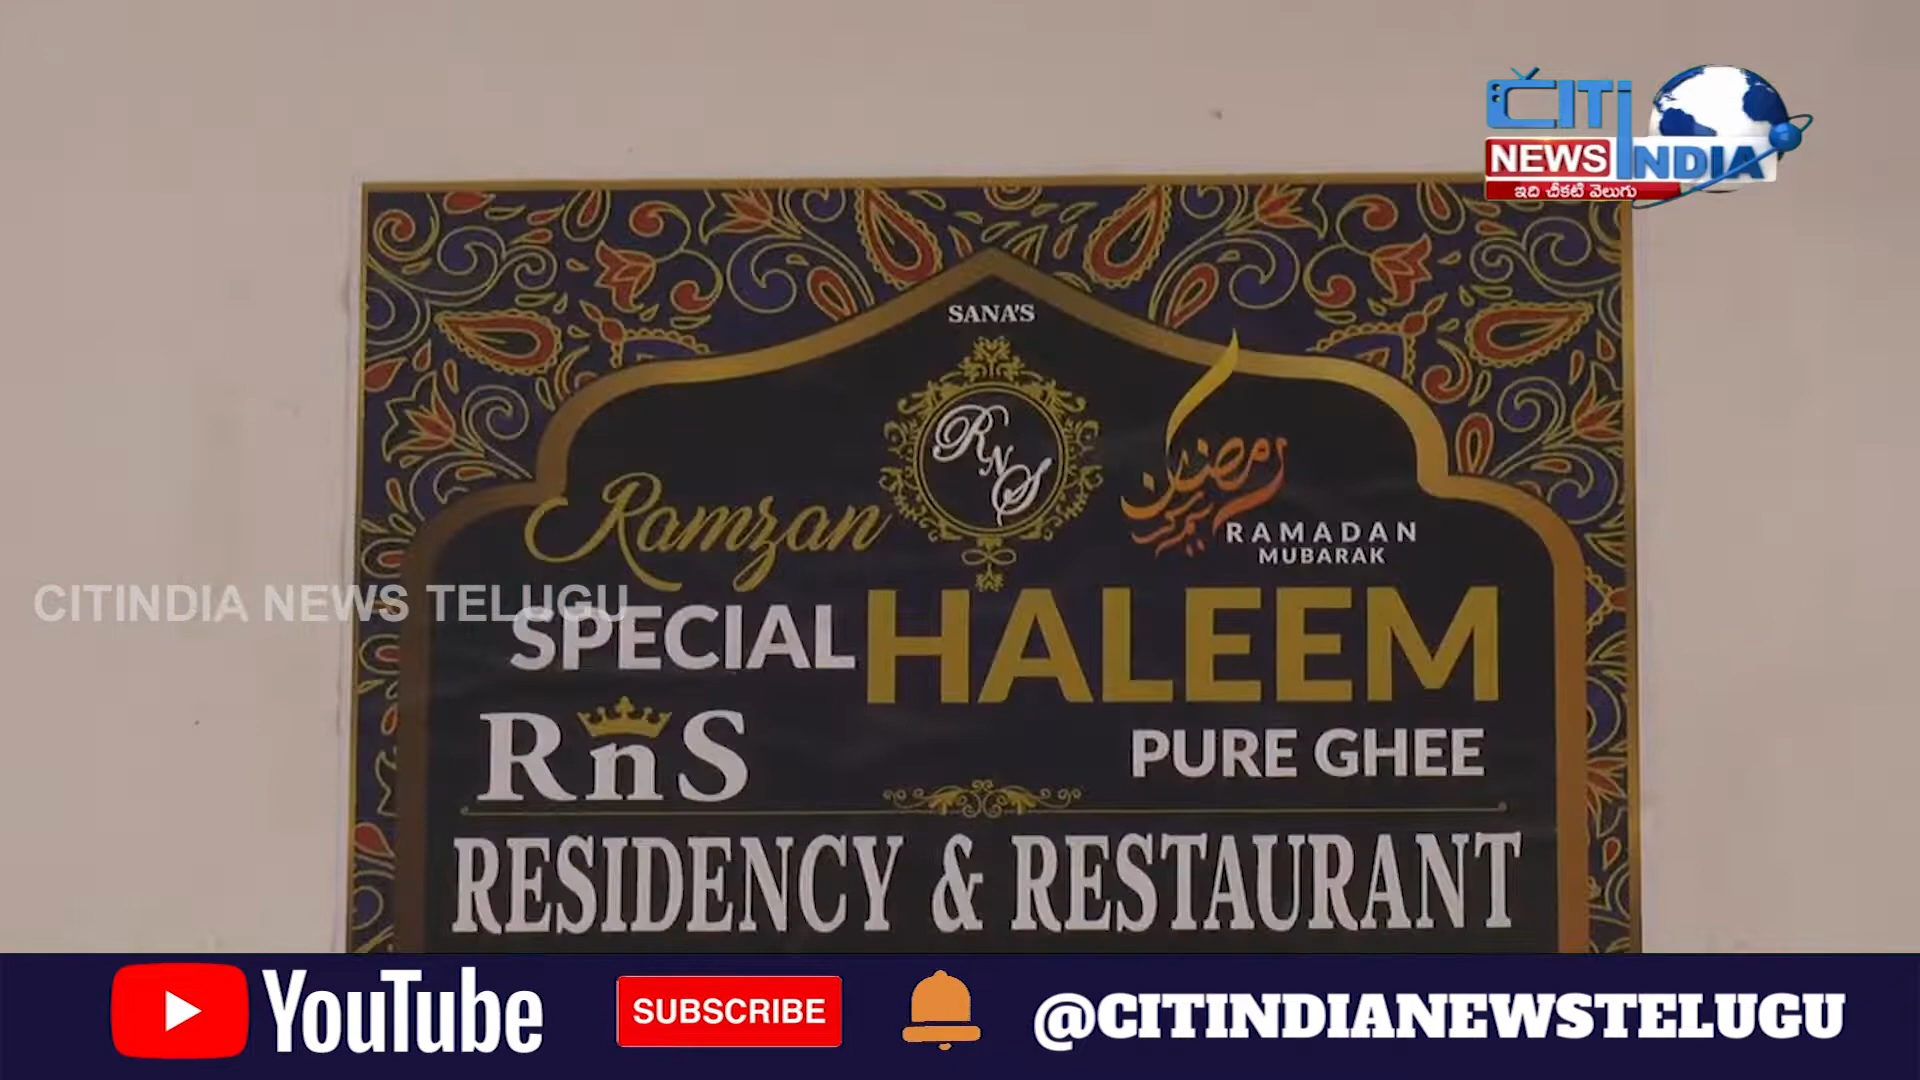 CITI
NEWS INDIA
ఇది చీకటి వెలుగు
SANA'S
RNS
Ramzan
رمضان
RAMADAN
MUBARAK
CITINDIA NEWS TELUGU
SPECIAL HALEEM
RnS
PURE GHEE
RESIDENCY & RESTAURANT
YouTube SUBSCRIBE @CITINDIANEWSTELUGU